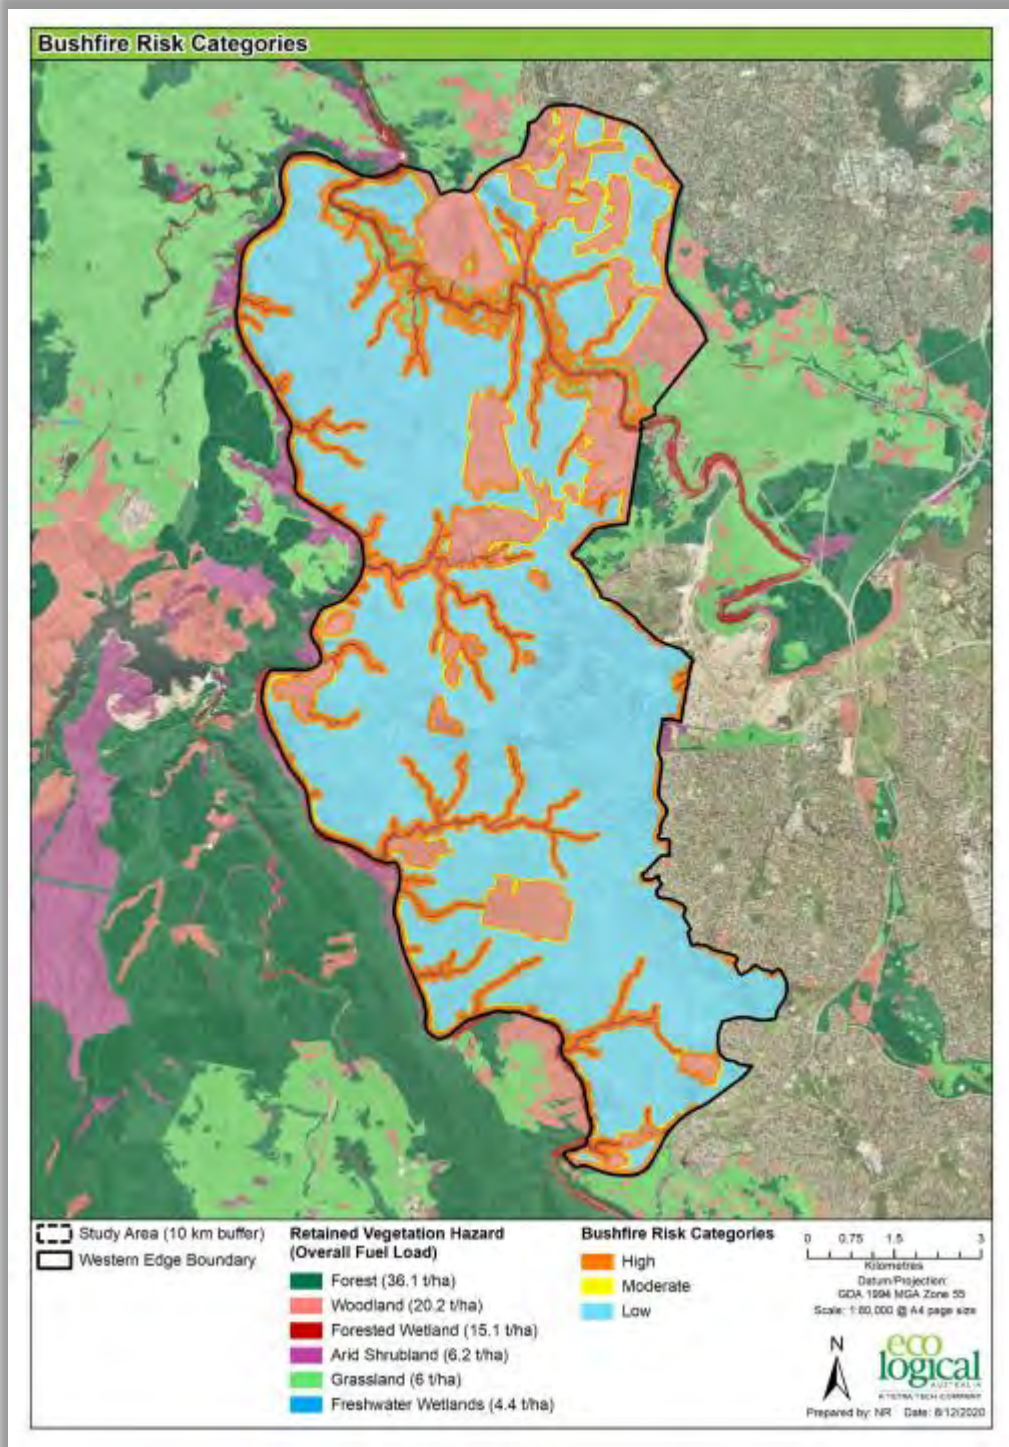 Bushfire Risk Categories
Study Area (10 km buffer)
Western Edge Boundary
Retained Vegetation Hazard
(Overall Fuel Load)
Forest (36.1 t/ha)
Woodland (20.2 t/ha)
Forested Wetland (15.1 t/ha)
Arid Shrubland (6.2 t/ha)
Grassland (6 t/ha)
Freshwater Wetlands (4.4 t/ha)
Bushfire Risk Categories
High
Moderate
Low
0 0.75 1.5 3
Kilometres
Datum/Projection:
GDA 1994 MGA Zone 55
Scale: 1:80,000 @ A4 page size
N
eco
logical
AUSTRALIA
A TETRA TECH COMPANY
Prepared by: NR Date: 8/12/2020